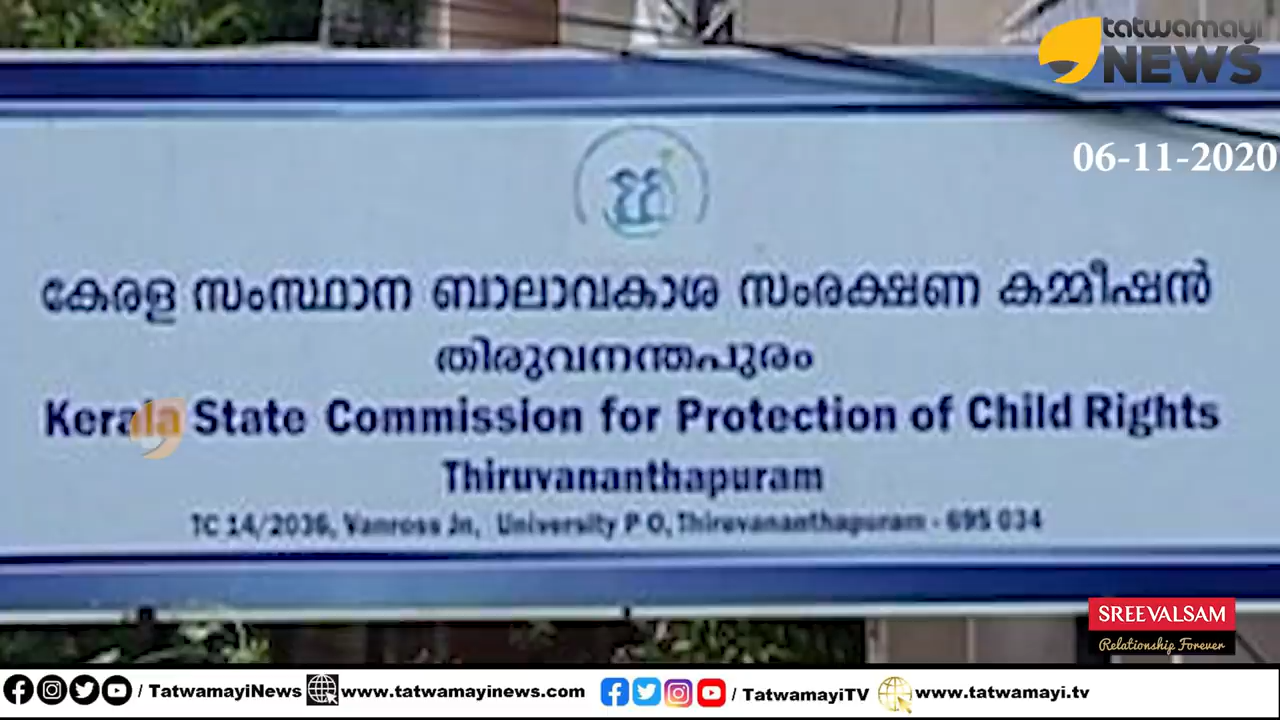 tatwamayi
NEWS
06-11-2020
കേരള സംസ്ഥാന ബാലാവകാശ സംരക്ഷണ കമ്മീഷൻ
തിരുവനന്തപുരം
Kerala State Commission for Protection of Child Rights
Thiruvananthapuram
TC 14/2036, Vanross Jn, University P O, Thiruvananthapuram - 695 034
SREEVALSAM
Relationship Forever
/ TatwamayiNews www.tatwamayinews.com / TatwamayiTV www.tatwamayi.tv